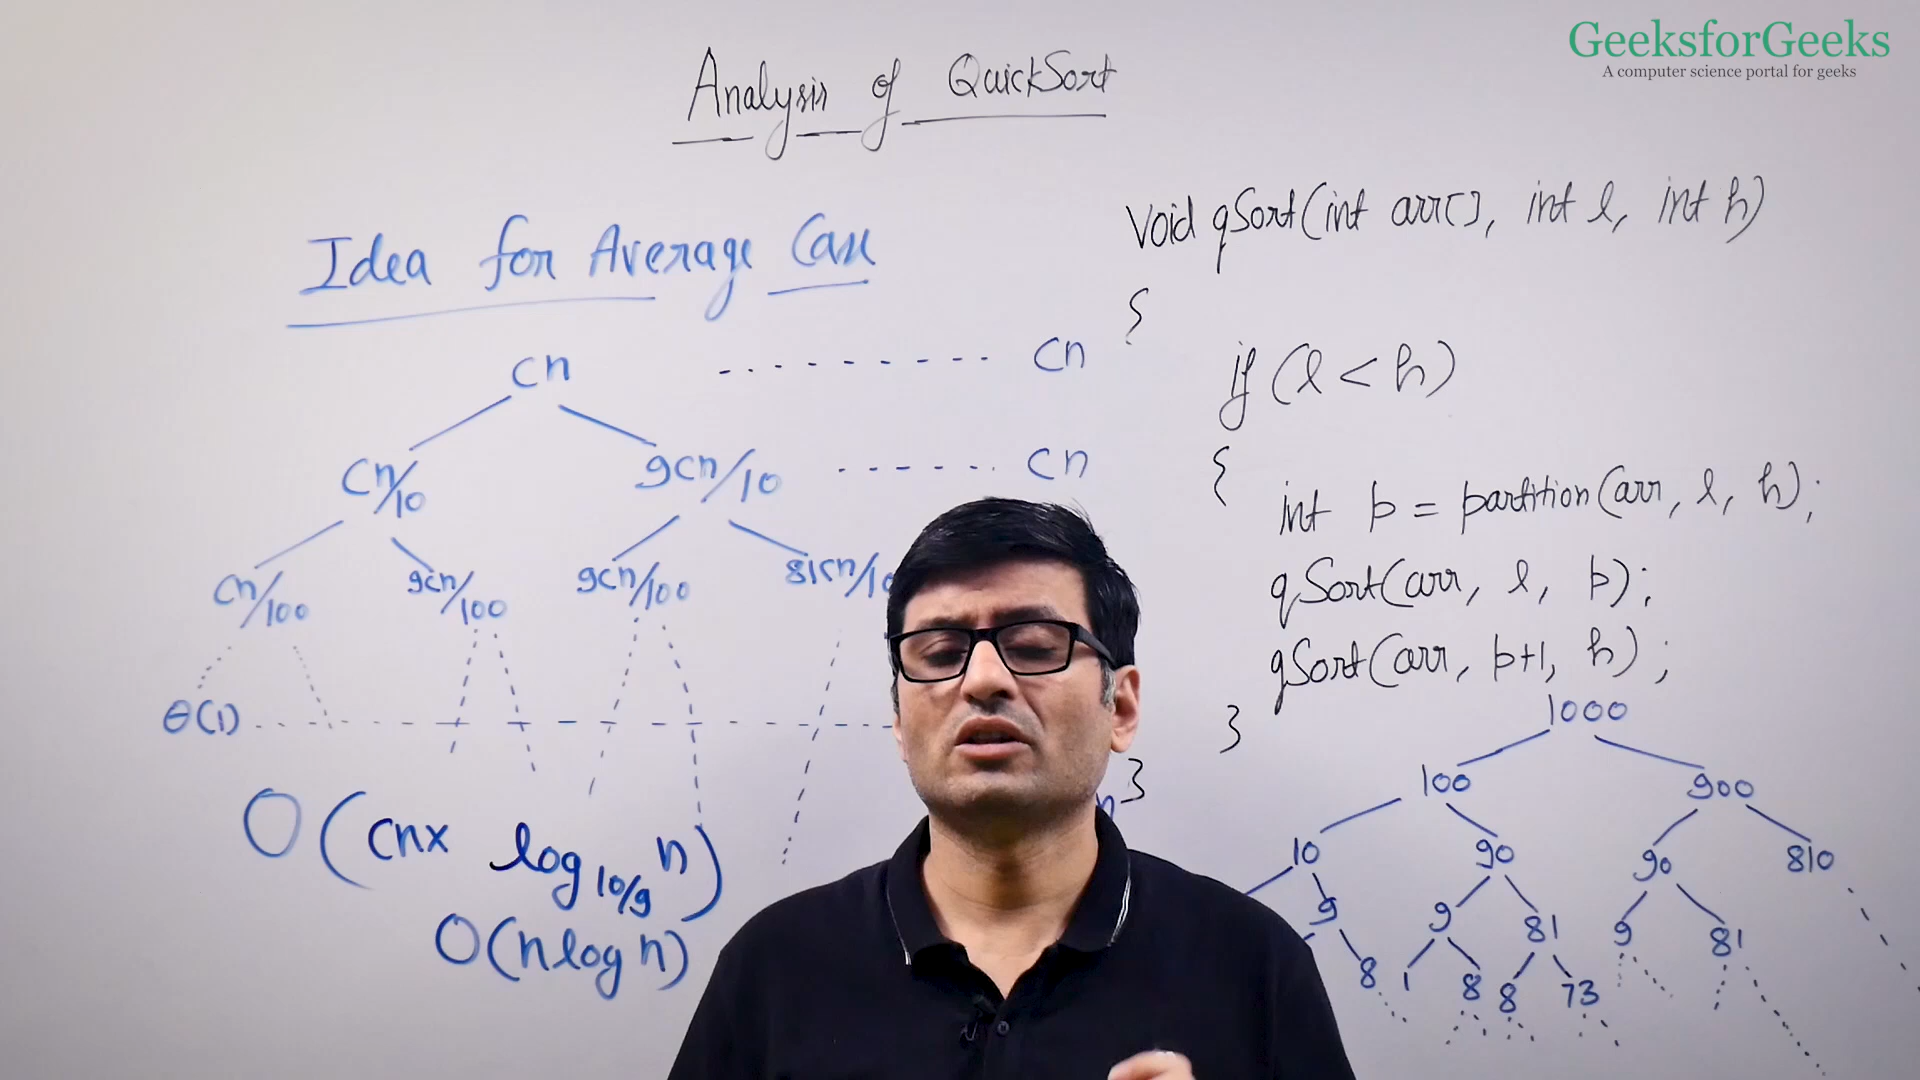 GeeksforGeeks
A computer science portal for geeks
Analysis of QuickSort
Idea for Average Case
cn - - - - - - - - cn
cn/10 9cn/10 - - - - - - cn
cn/100 9cn/100 9cn/100 81cn/10
θ(1)
O(cn× log10/9 n)
O(nlogn)
void qSort(int arr[], int l, int h)
{
if (l < h)
{
int p = partition(arr, l, h);
qSort(arr, l, p);
qSort(arr, p+1, h);
}
}
1000
100 900
10 90 90 810
9 9 81 9 81
8 1 8 8 73